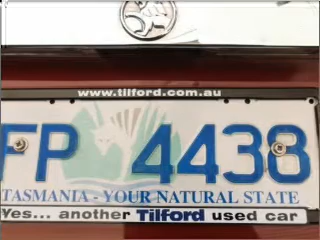 www.tilford.com.au
FP 4438
TASMANIA - YOUR NATURAL STATE
Yes... another Tilford used car